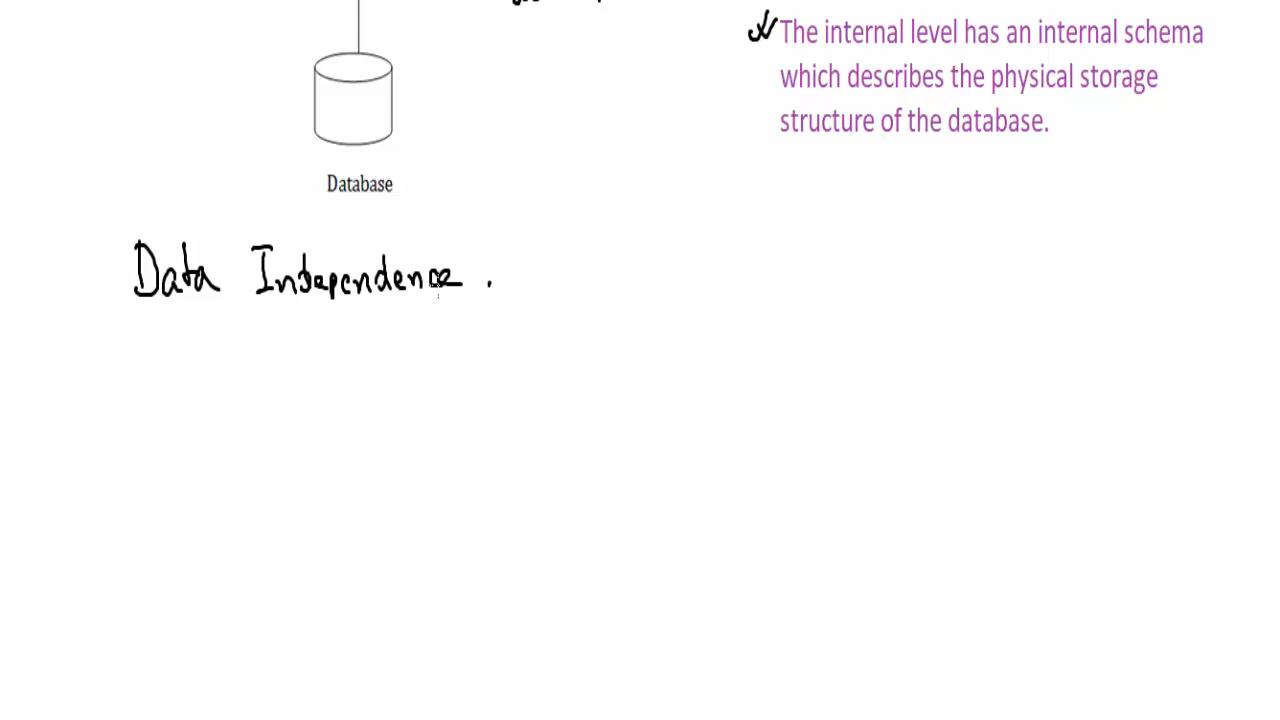 The internal level has an internal schema
which describes the physical storage
structure of the database.
Database
Data Independence .